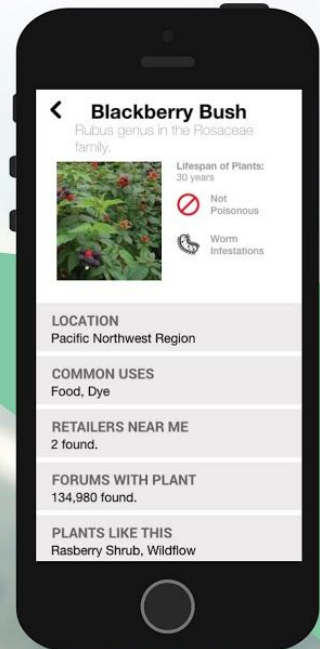 Blackberry Bush
Rubus genus in the Rosaceae
family.
Lifespan of Plants:
30 years
Not
Poisonous
Worm
Infestations
LOCATION
Pacific Northwest Region
COMMON USES
Food, Dye
RETAILERS NEAR ME
2 found.
FORUMS WITH PLANT
134,980 found.
PLANTS LIKE THIS
Rasberry Shrub, Wildflow